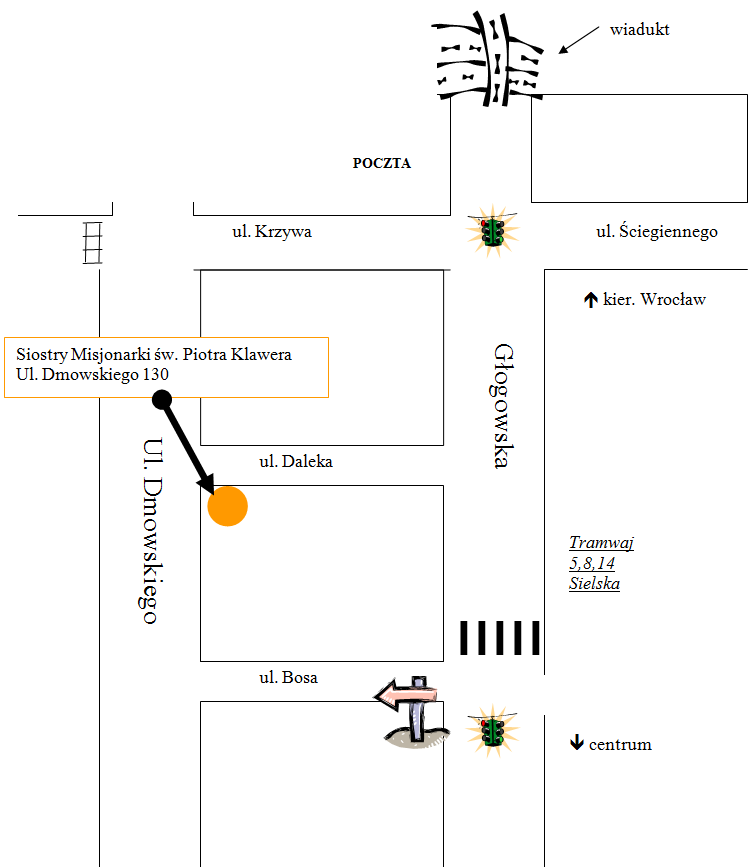 wiadukt
POCZTA
ul. Krzywa
ul. Ściegiennego
kier. Wrocław
Siostry Misjonarki św. Piotra Klawera
Ul. Dmowskiego 130
Głogowska
ul. Daleka
Ul. Dmowskiego
Tramwaj
5,8,14
Sielska
ul. Bosa
centrum